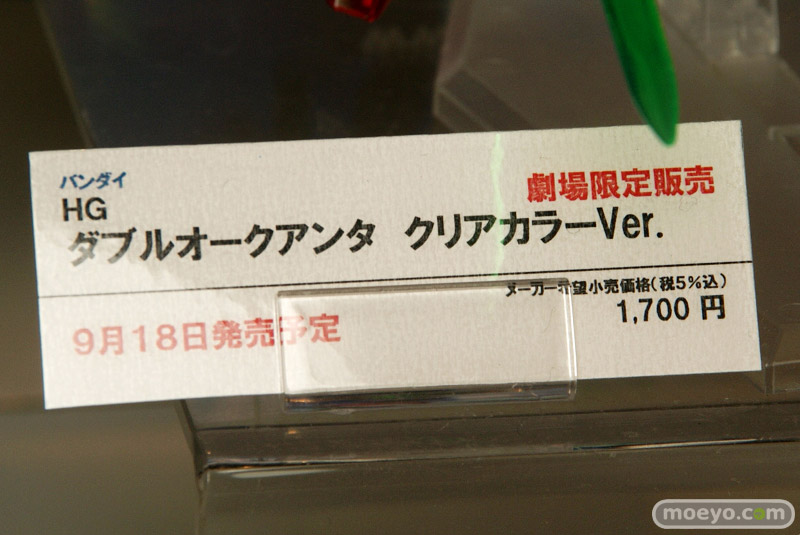 バンダイ
劇場限定販売
HG
ダブルオークアンタ クリアカラーVer.
メーカー希望小売価格(税5%込)
1,700 円
9月18日発売予定
moeyo.com